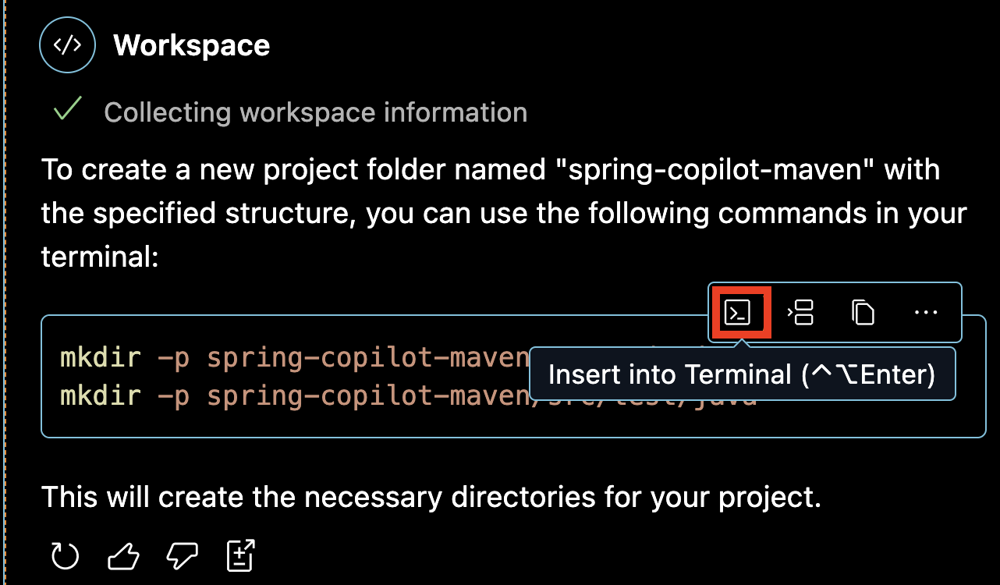 Workspace
Collecting workspace information
To create a new project folder named "spring-copilot-maven" with
the specified structure, you can use the following commands in your
terminal:
mkdir -p spring-copilot-maven
Insert into Terminal (^⌥Enter)
mkdir -p spring-copilot-maven/src/test/java
This will create the necessary directories for your project.